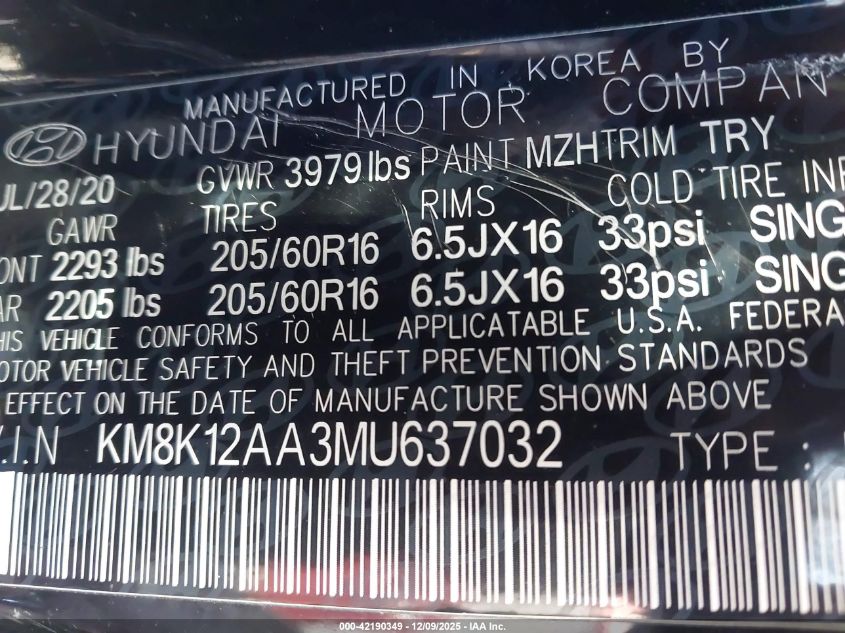 MANUFACTURED IN KOREA BY
HYUNDAI MOTOR COMPAN
UL/28/20 GVWR 3979 lbs PAINT MZH TRIM TRY
GAWR TIRES RIMS COLD TIRE INF
ONT 2293 lbs 205/60R16 6.5JX16 33psi SING
AR 2205 lbs 205/60R16 6.5JX16 33psi SING
HIS VEHICLE CONFORMS TO ALL APPLICATABLE U.S.A. FEDERA
OTOR VEHICLE SAFETY AND THEFT PREVENTION STANDARDS
EFFECT ON THE DATE OF MANUFACTURE SHOWN ABOVE
V.I.N KM8K12AA3MU637032 TYPE :
000-42190349 - 12/09/2025 - IAA Inc.